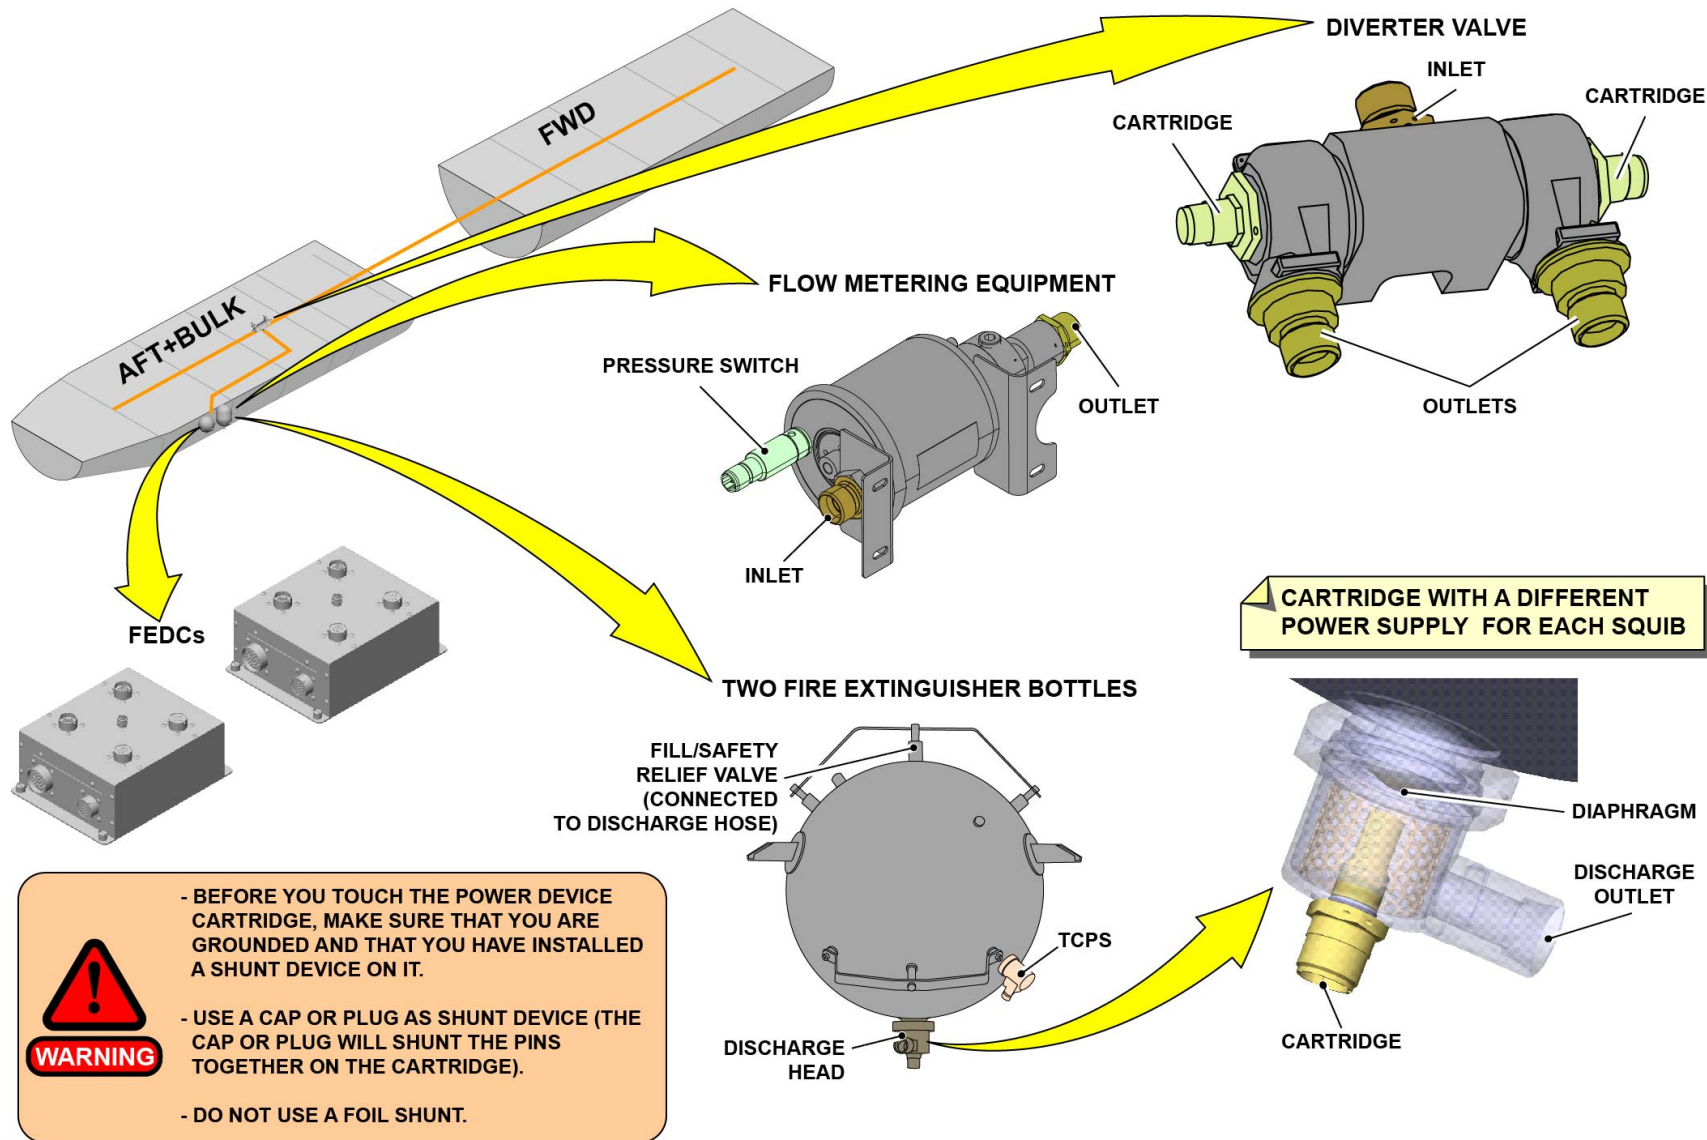 DIVERTER VALVE
INLET
CARTRIDGE
CARTRIDGE
FWD
AFT+BULK
FLOW METERING EQUIPMENT
PRESSURE SWITCH
OUTLET
OUTLETS
INLET
FEDCs
CARTRIDGE WITH A DIFFERENT
POWER SUPPLY FOR EACH SQUIB
TWO FIRE EXTINGUISHER BOTTLES
FILL/SAFETY
RELIEF VALVE
(CONNECTED
TO DISCHARGE HOSE)
DIAPHRAGM
DISCHARGE
OUTLET
TCPS
DISCHARGE
HEAD
CARTRIDGE
WARNING
- BEFORE YOU TOUCH THE POWER DEVICE
CARTRIDGE, MAKE SURE THAT YOU ARE
GROUNDED AND THAT YOU HAVE INSTALLED
A SHUNT DEVICE ON IT.
- USE A CAP OR PLUG AS SHUNT DEVICE (THE
CAP OR PLUG WILL SHUNT THE PINS
TOGETHER ON THE CARTRIDGE).
- DO NOT USE A FOIL SHUNT.